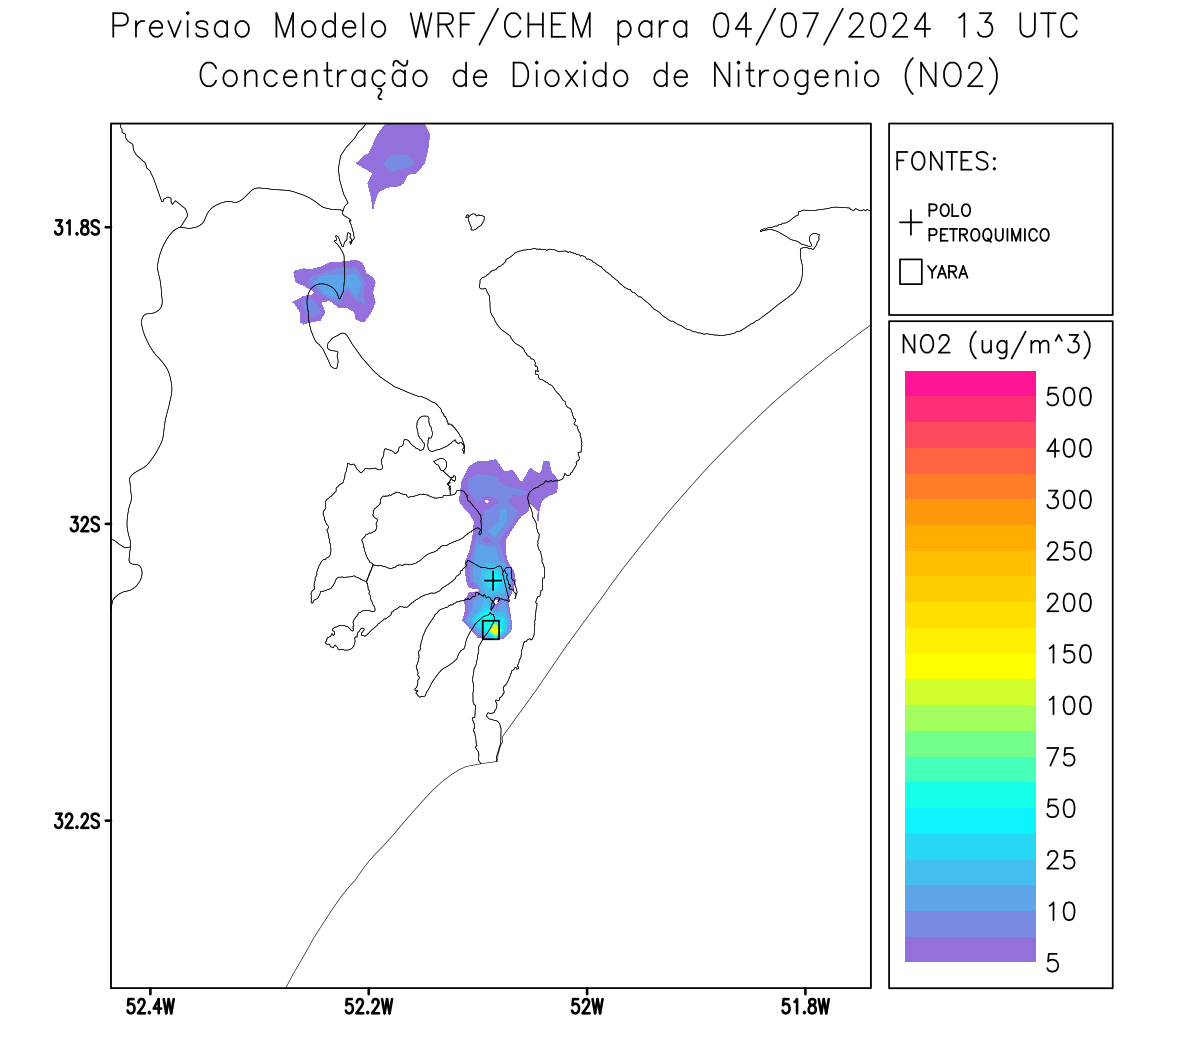 Previsao Modelo WRF/CHEM para 04/07/2024 13 UTC
Concentração de Dioxido de Nitrogenio (NO2)
FONTES:
POLO
PETROQUIMICO
YARA
31.8S
32S
32.2S
52.4W
52.2W
52W
51.8W
NO2 (ug/m^3)
500
400
300
250
200
150
100
75
50
25
10
5